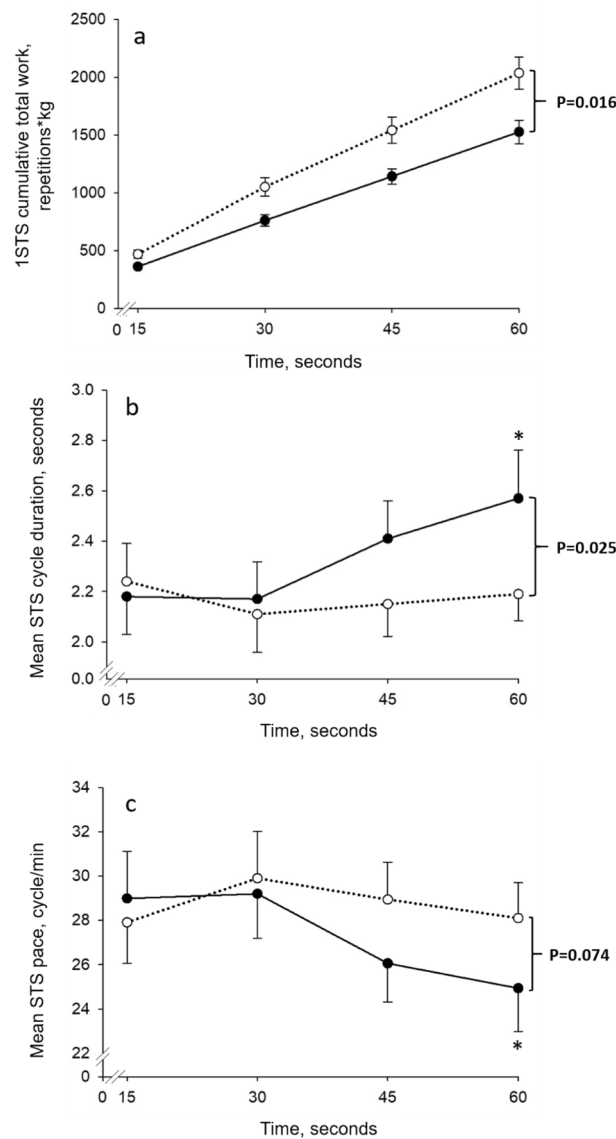 a
1STS cumulative total work,
repetitions*kg
2500
2000
1500
1000
500
0
0 15 30 45 60
Time, seconds
P=0.016
b
Mean STS cycle duration, seconds
3.0
2.8
2.6
2.4
2.2
2.0
0.0
0 15 30 45 60
Time, seconds
*
P=0.025
c
Mean STS pace, cycle/min
34
32
30
28
26
24
22
0
0 15 30 45 60
Time, seconds
P=0.074
*